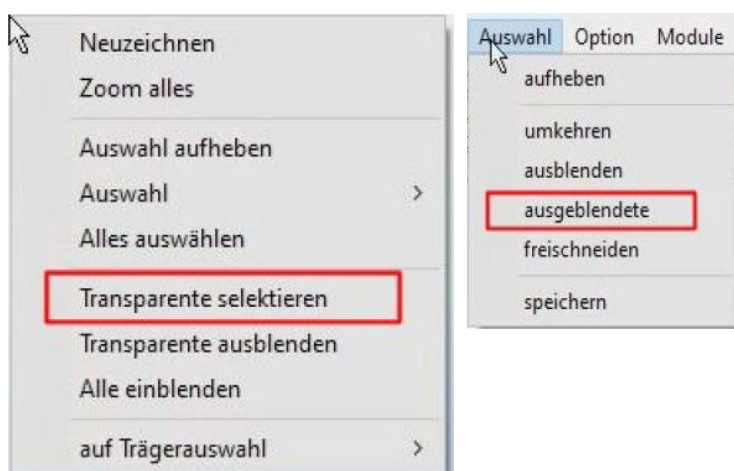 Neuzeichnen
Zoom alles
Auswahl aufheben
Auswahl
Alles auswählen
Transparente selektieren
Transparente ausblenden
Alle einblenden
auf Trägerauswahl
Auswahl Option Module
aufheben
umkehren
ausblenden
ausgeblendete
freischneiden
speichern